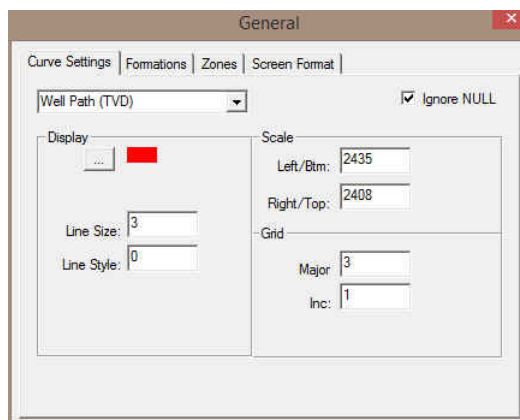 General
Curve Settings Formations Zones Screen Format
Well Path (TVD)
Ignore NULL
Display
...
Line Size: 3
Line Style: 0
Scale
Left/Btm: 2435
Right/Top: 2408
Grid
Major 3
Inc: 1